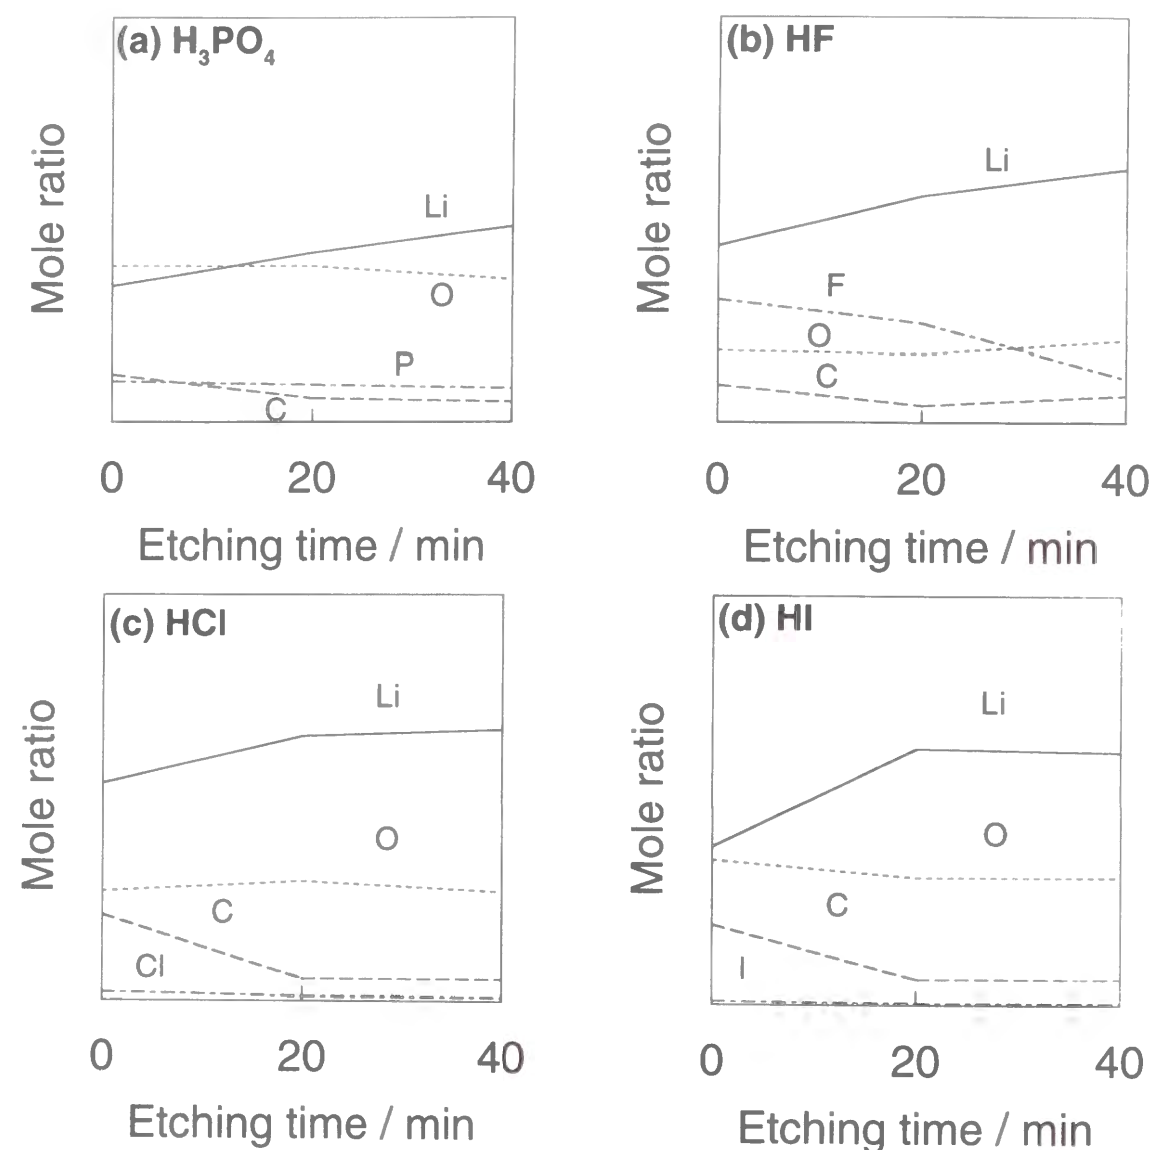 (a) H₃PO₄
Mole ratio
Li
O
P
C
0 20 40
Etching time / min
(b) HF
Mole ratio
Li
F
O
C
0 20 40
Etching time / min
(c) HCl
Mole ratio
Li
O
C
Cl
0 20 40
Etching time / min
(d) HI
Mole ratio
Li
O
C
I
0 20 40
Etching time / min